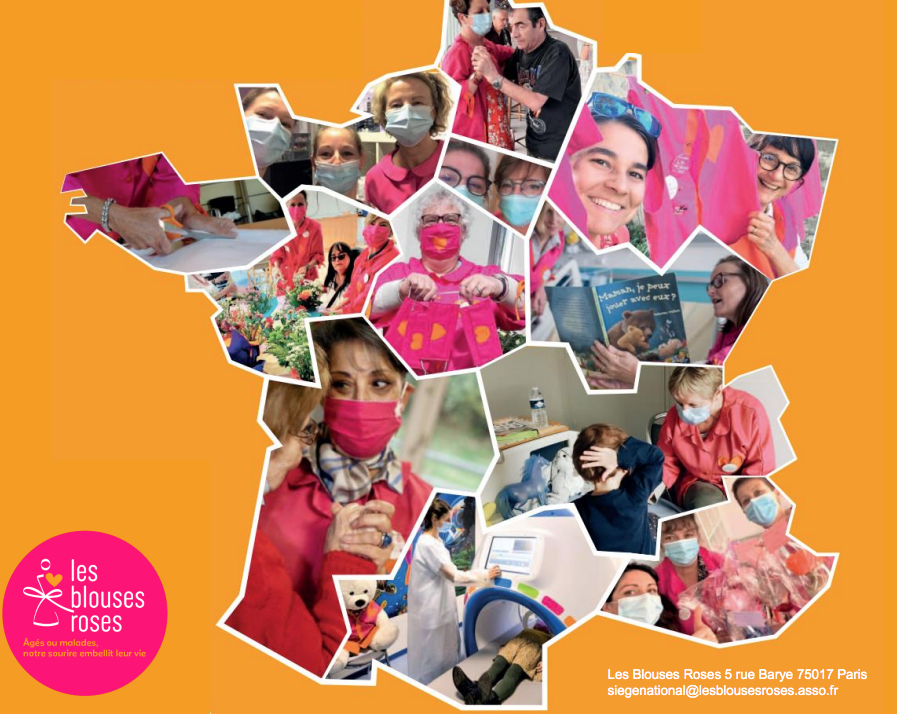 Maman, je peux
jouer avec eux ?
les
blouses
roses
Âgés ou malades,
notre sourire embellit leur vie
Les Blouses Roses 5 rue Barye 75017 Paris
siegenational@lesblousesroses.asso.fr